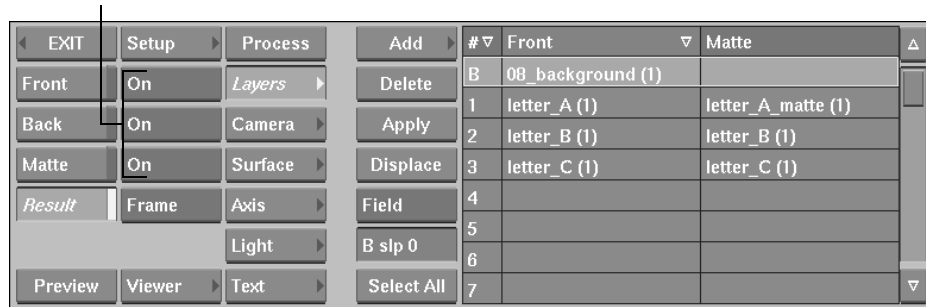 EXIT Setup Process Add # Front Matte
Front On Layers Delete B 08_background (1)
Back On Camera Apply 1 letter_A (1) letter_A_matte (1)
Matte On Surface Displace 2 letter_B (1) letter_B (1)
Result Frame Axis Field 3 letter_C (1) letter_C (1)
Light B slp 0 4
5
6
Preview Viewer Text Select All 7